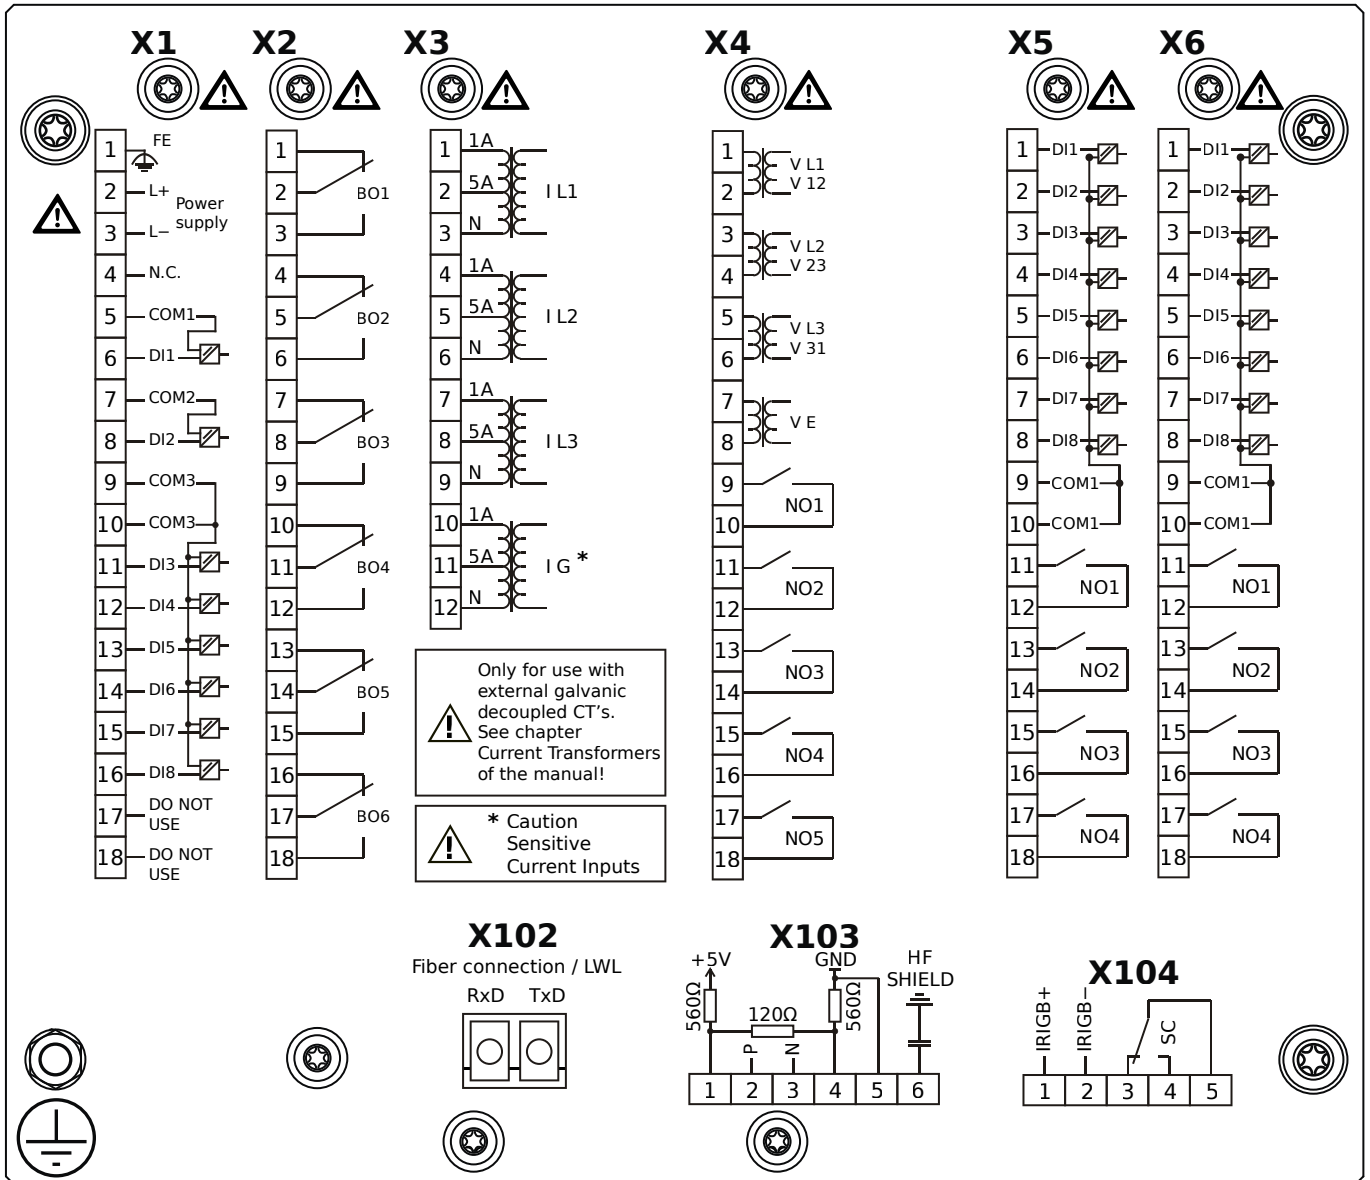 X1
1
FE
2
L+
Power
supply
3
L−
4
N.C.
5
COM1
6
DI1
7
COM2
8
DI2
9
COM3
10
COM3
11
DI3
12
DI4
13
DI5
14
DI6
15
DI7
16
DI8
17
DO NOT
USE
18
DO NOT
USE
X2
1
2
BO1
3
4
5
BO2
6
7
8
BO3
9
10
11
BO4
12
13
14
BO5
15
16
17
BO6
18
X3
1
1A
2
5A
I L1
3
N
4
1A
5
5A
I L2
6
N
7
1A
8
5A
I L3
9
N
10
1A
11
5A
I G *
12
N
Only for use with
external galvanic
decoupled CT's.
See chapter
Current Transformers
of the manual!
* Caution
Sensitive
Current Inputs
X4
1
V L1
V 12
2
3
V L2
V 23
4
5
V L3
V 31
6
7
V E
8
9
NO1
10
11
NO2
12
13
NO3
14
15
NO4
16
17
NO5
18
X5
1
DI1
2
DI2
3
DI3
4
DI4
5
DI5
6
DI6
7
DI7
8
DI8
9
COM1
10
COM1
11
NO1
12
13
NO2
14
15
NO3
16
17
NO4
18
X6
1
DI1
2
DI2
3
DI3
4
DI4
5
DI5
6
DI6
7
DI7
8
DI8
9
COM1
10
COM1
11
NO1
12
13
NO2
14
15
NO3
16
17
NO4
18
X102
Fiber connection / LWL
RxD TxD
X103
+5V
GND
HF
SHIELD
560Ω
120Ω
560Ω
P
N
1 2 3 4 5 6
X104
IRIGB+
IRIGB−
SC
1 2 3 4 5